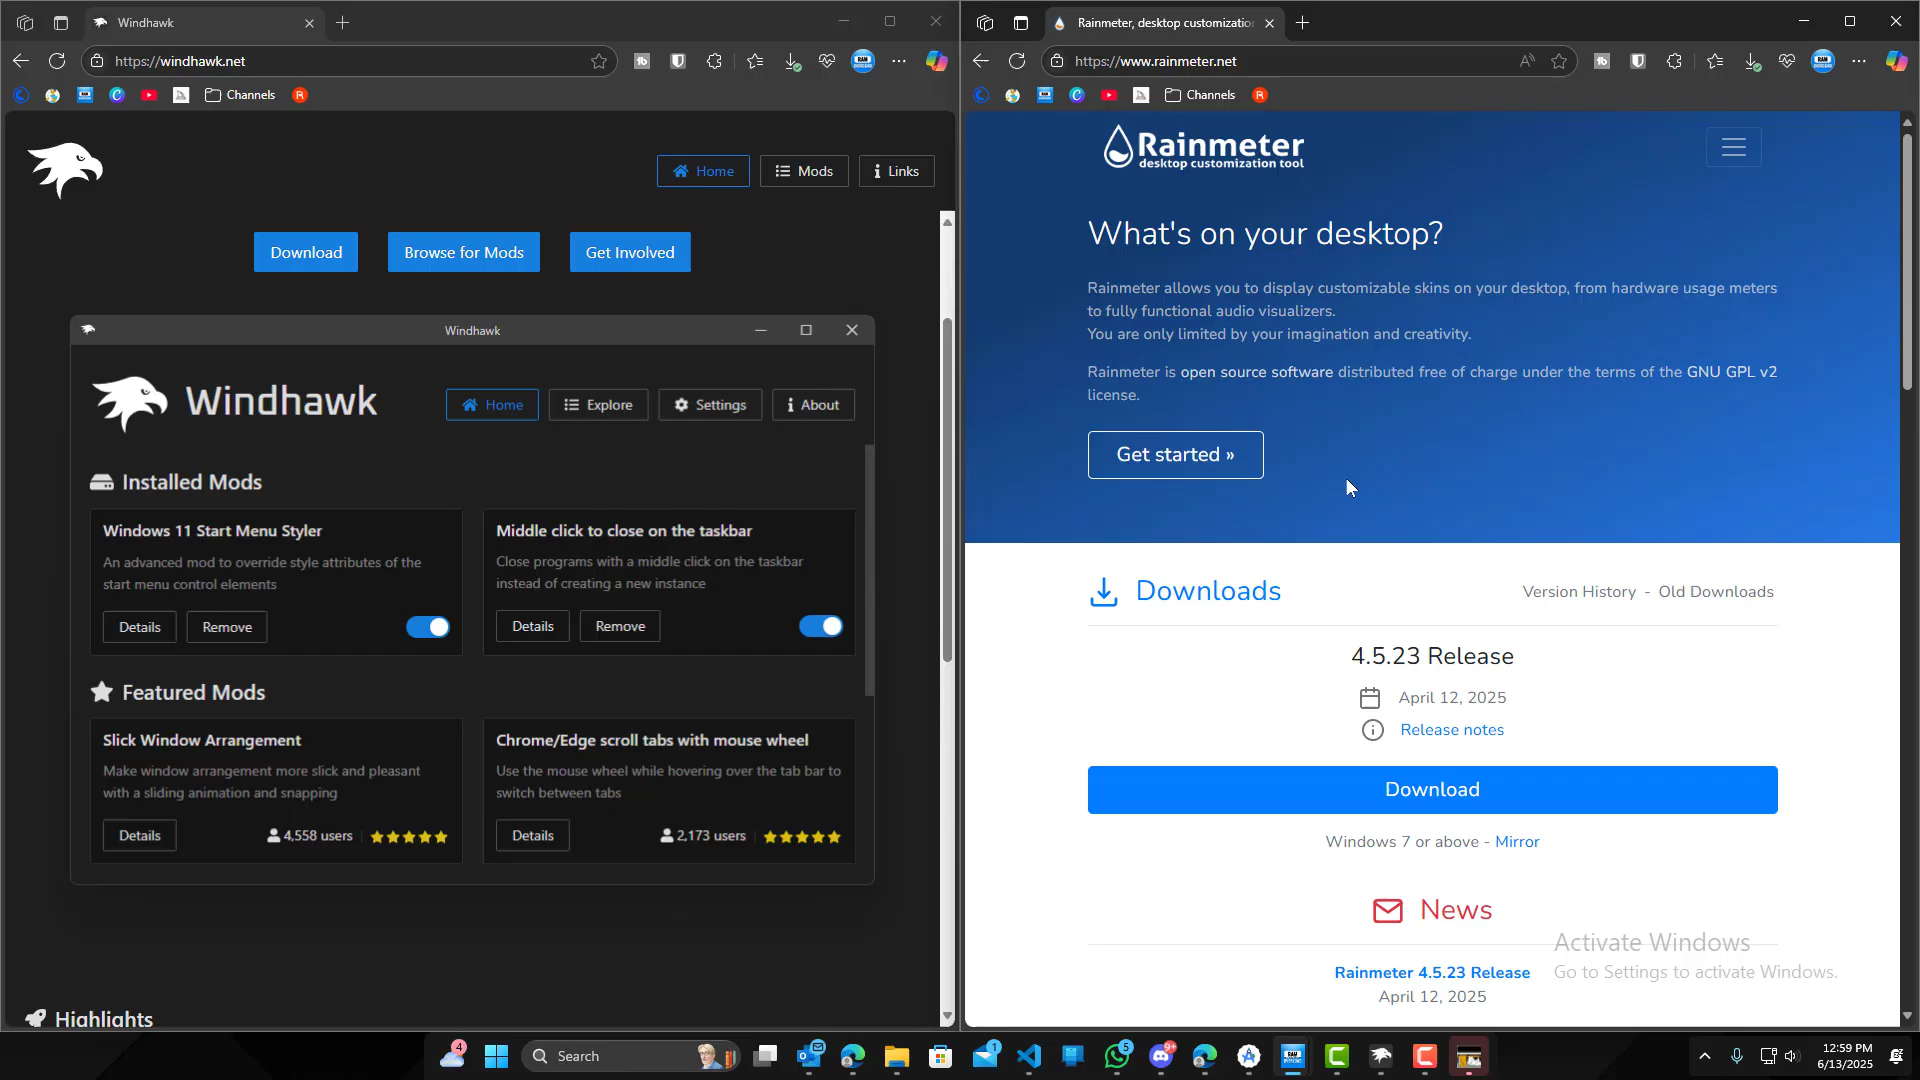 Windhawk
https://windhawk.net
Channels
Home
Mods
Links
Download
Browse for Mods
Get Involved
Windhawk
Windhawk
Home
Explore
Settings
About
Installed Mods
Windows 11 Start Menu Styler
An advanced mod to override style attributes of the
start menu control elements
Details
Remove
Middle click to close on the taskbar
Close programs with a middle click on the taskbar
instead of creating a new instance
Details
Remove
Featured Mods
Slick Window Arrangement
Make window arrangement more slick and pleasant
with a sliding animation and snapping
Details
4,558 users
Chrome/Edge scroll tabs with mouse wheel
Use the mouse wheel while hovering over the tab bar to
switch between tabs
Details
2,173 users
Highlights
Rainmeter, desktop customizatio
https://www.rainmeter.net
Channels
Rainmeter
desktop customization tool
What's on your desktop?
Rainmeter allows you to display customizable skins on your desktop, from hardware usage meters
to fully functional audio visualizers.
You are only limited by your imagination and creativity.
Rainmeter is open source software distributed free of charge under the terms of the GNU GPL v2
license.
Get started »
Downloads
Version History - Old Downloads
4.5.23 Release
April 12, 2025
Release notes
Download
Windows 7 or above - Mirror
News
Rainmeter 4.5.23 Release
April 12, 2025
Activate Windows
Go to Settings to activate Windows.
4
Search
1
5
9+
12:59 PM
6/13/2025